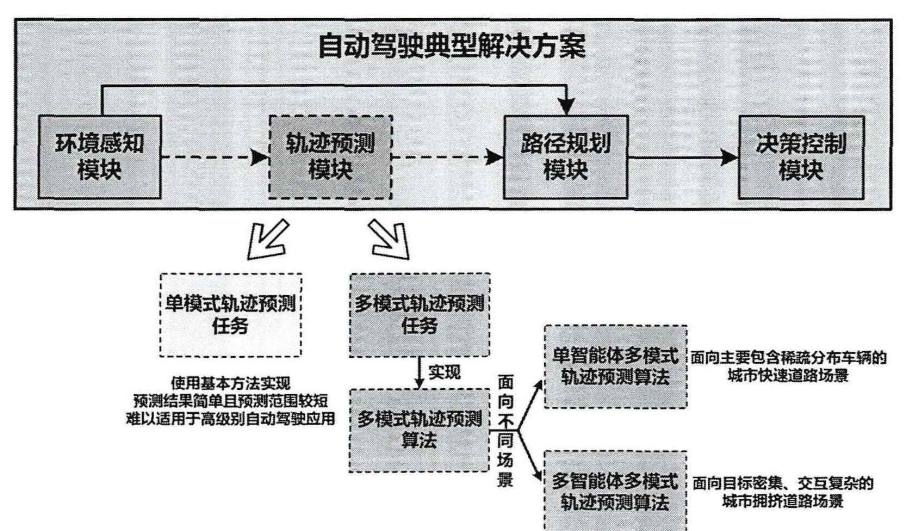 自动驾驶典型解决方案
环境感知
模块
轨迹预测
模块
路径规划
模块
决策控制
模块
单模式轨迹预测
任务
多模式轨迹预测
任务
使用基本方法实现
预测结果简单且预测范围较短
难以适用于高级别自动驾驶应用
实现
多模式轨迹预测
算法
面向不同场景
单智能体多模式
轨迹预测算法
面向主要包含稀疏分布车辆的
城市快速道路场景
多智能体多模式
轨迹预测算法
面向目标密集、交互复杂的
城市拥挤道路场景